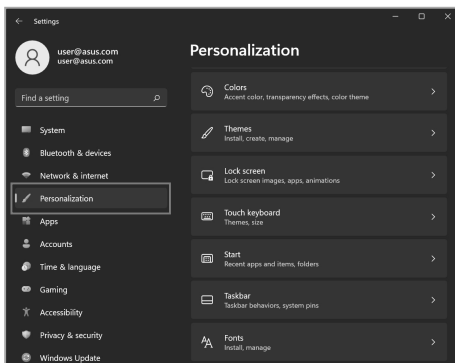 Settings
user@asus.com
user@asus.com
Find a setting
System
Bluetooth & devices
Network & internet
Personalization
Apps
Accounts
Time & language
Gaming
Accessibility
Privacy & security
Windows Update
Personalization
Colors
Accent color, transparency effects, color theme
Themes
Install, create, manage
Lock screen
Lock screen images, apps, animations
Touch keyboard
Themes, size
Start
Recent apps and items, folders
Taskbar
Taskbar behaviors, system pins
Fonts
Install, manage